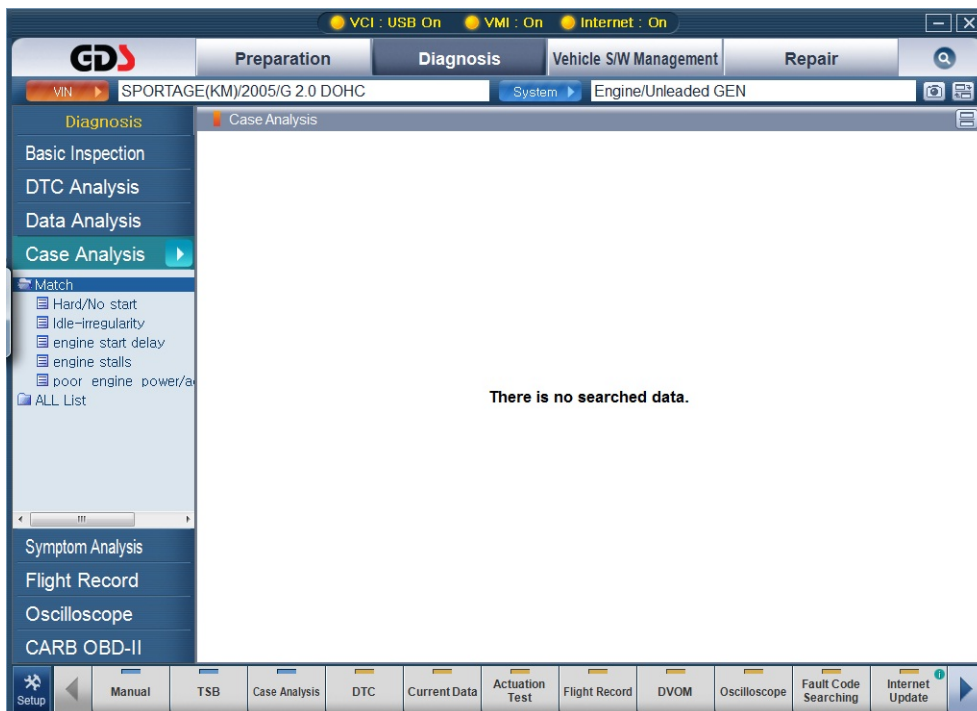 VCI : USB On VMI : On Internet : On
GDS Preparation Diagnosis Vehicle S/W Management Repair
VIN SPORTAGE(KM)/2005/G 2.0 DOHC System Engine/Unleaded GEN
Diagnosis
Case Analysis
Basic Inspection
DTC Analysis
Data Analysis
Case Analysis
Match
Hard/No start
Idle-irregularity
engine start delay
engine stalls
poor engine power/a
ALL List
There is no searched data.
Symptom Analysis
Flight Record
Oscilloscope
CARB OBD-II
Setup
Manual
TSB
Case Analysis
DTC
Current Data
Actuation
Test
Flight Record
DVOM
Oscilloscope
Fault Code
Searching
Internet
Update